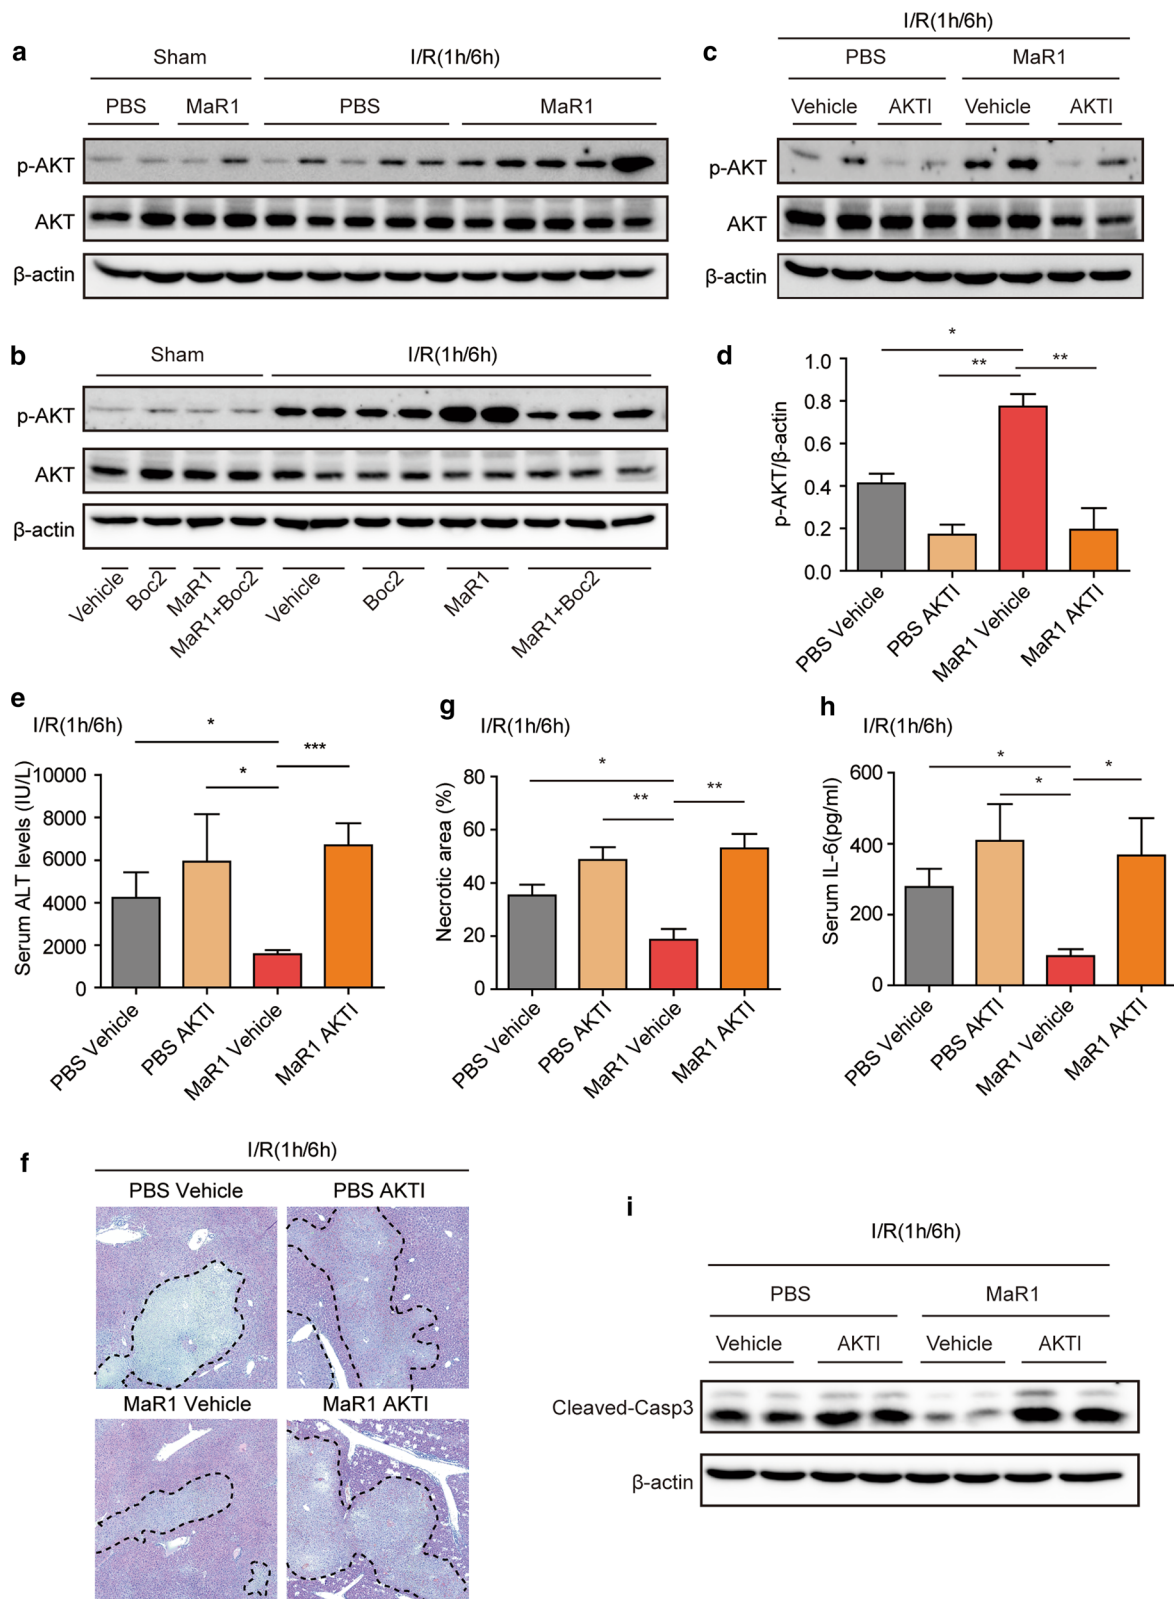 a
Sham
I/R(1h/6h)
PBS
MaR1
PBS
MaR1
p-AKT
AKT
β-actin
b
Sham
I/R(1h/6h)
p-AKT
AKT
β-actin
Vehicle
Boc2
MaR1
MaR1+Boc2
Vehicle
Boc2
MaR1
MaR1+Boc2
c
I/R(1h/6h)
PBS
MaR1
Vehicle
AKTI
Vehicle
AKTI
p-AKT
AKT
β-actin
d
*
**
**
p-AKT/β-actin
1.0
0.8
0.6
0.4
0.2
0.0
PBS Vehicle
PBS AKTI
MaR1 Vehicle
MaR1 AKTI
e
I/R(1h/6h)
*
*
***
Serum ALT levels (IU/L)
10000
8000
6000
4000
2000
0
PBS Vehicle
PBS AKTI
MaR1 Vehicle
MaR1 AKTI
g
I/R(1h/6h)
*
**
**
Necrotic area (%)
80
60
40
20
0
PBS Vehicle
PBS AKTI
MaR1 Vehicle
MaR1 AKTI
h
I/R(1h/6h)
*
*
*
Serum IL-6(pg/ml)
600
400
200
0
PBS Vehicle
PBS AKTI
MaR1 Vehicle
MaR1 AKTI
f
I/R(1h/6h)
PBS Vehicle
PBS AKTI
MaR1 Vehicle
MaR1 AKTI
i
I/R(1h/6h)
PBS
MaR1
Vehicle
AKTI
Vehicle
AKTI
Cleaved-Casp3
β-actin